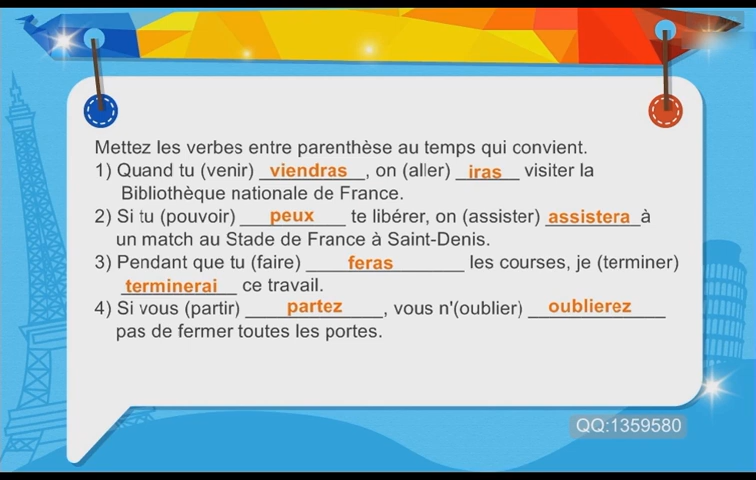 Mettez les verbes entre parenthèse au temps qui convient.
1) Quand tu (venir) viendras, on (aller) iras visiter la
Bibliothèque nationale de France.
2) Si tu (pouvoir) peux te libérer, on (assister) assistera à
un match au Stade de France à Saint-Denis.
3) Pendant que tu (faire) feras les courses, je (terminer)
terminerai ce travail.
4) Si vous (partir) partez, vous n'(oublier) oublierez
pas de fermer toutes les portes.
QQ:1359580